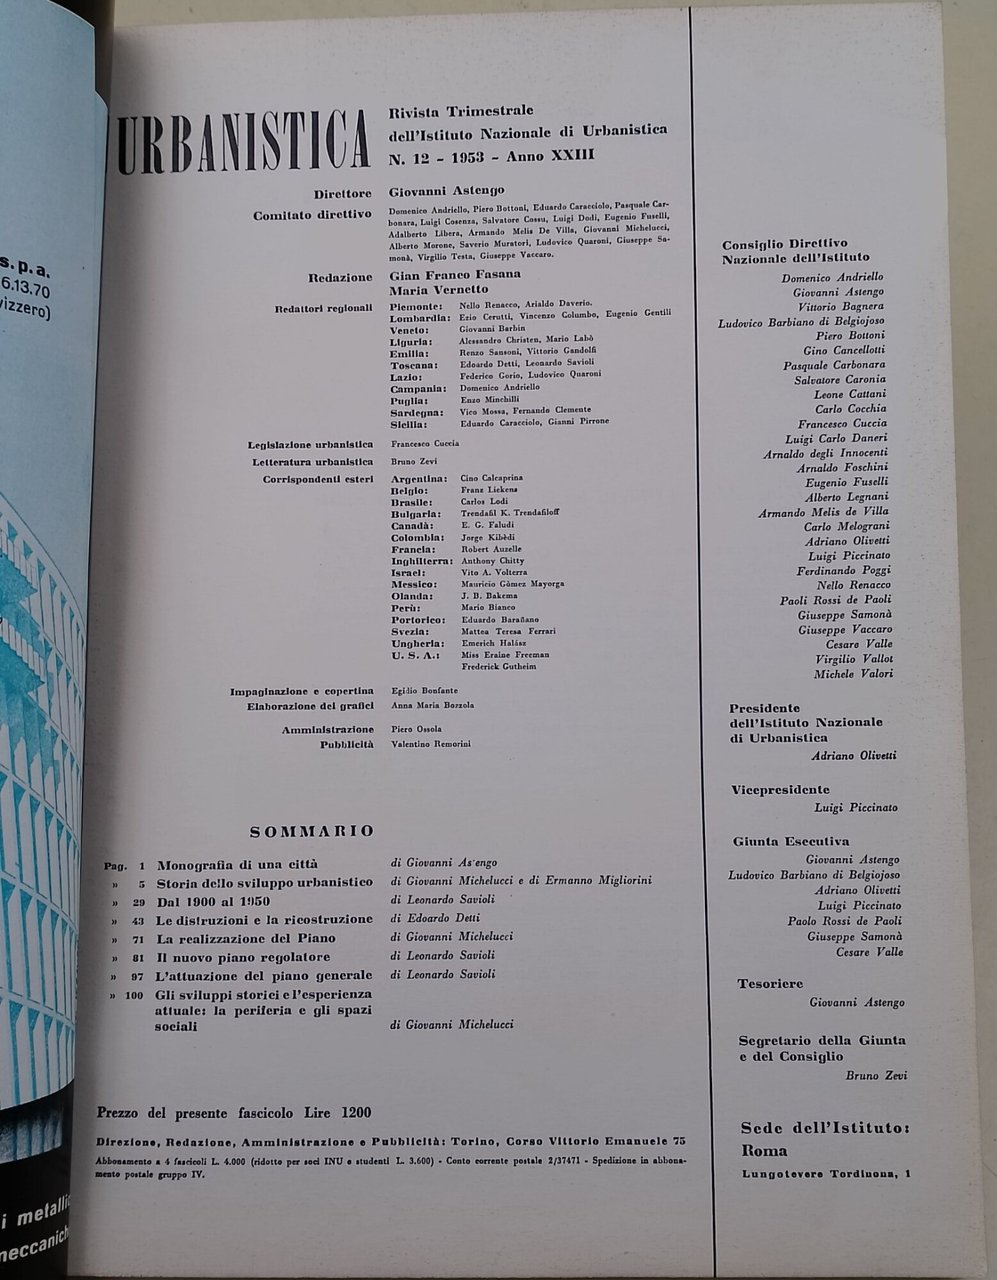 s.p.a.
6.13.70
vizzero)
i metallic
meccanich
URBANISTICA
Rivista Trimestrale
dell'Istituto Nazionale di Urbanistica
N. 12 - 1953 - Anno XXIII
Direttore Giovanni Astengo
Comitato direttivo Domenico Andriello, Piero Bottoni, Eduardo Caracciolo, Pasquale Car-
bonara, Luigi Cosenza, Salvatore Cossu, Luigi Dodi, Eugenio Fuselli,
Adalberto Libera, Armando Melis De Villa, Giovanni Michelucci,
Alberto Morone, Saverio Muratori, Ludovico Quaroni, Giuseppe Sa-
monà, Virgilio Testa, Giuseppe Vaccaro.
Redazione Gian Franco Fasana
Maria Vernetto
Redattori regionali Piemonte: Nello Renacco, Arialdo Daverio.
Lombardia: Ezio Cerutti, Vincenzo Columbo, Eugenio Gentili
Veneto: Giovanni Barbin
Liguria: Alessandro Christen, Mario Labò
Emilia: Renzo Sansoni, Vittorio Gandolfi
Toscana: Edoardo Detti, Leonardo Savioli
Lazio: Federico Gorio, Ludovico Quaroni
Campania: Domenico Andriello
Puglia: Enzo Minchilli
Sardegna: Vico Mossa, Fernando Clemente
Sicilia: Eduardo Caracciolo, Gianni Pirrone
Legislazione urbanistica Francesco Cuccia
Letteratura urbanistica Bruno Zevi
Corrispondenti esteri Argentina: Cino Calcaprina
Belgio: Franz Liekens
Brasile: Carlos Lodi
Bulgaria: Trendafil K. Trendafiloff
Canadà: E. G. Faludi
Colombia: Jorge Kibèdi
Francia: Robert Auzelle
Inghilterra: Anthony Chitty
Israel: Vito A. Volterra
Messico: Mauricio Gòmez Mayorga
Olanda: J. B. Bakema
Perù: Mario Bianco
Portorico: Eduardo Barañano
Svezia: Mattea Teresa Ferrari
Ungheria: Emerich Halász
U. S. A.: Miss Eraine Freeman
Frederick Gutheim
Impaginazione e copertina Egidio Bonfante
Elaborazione dei grafici Anna Maria Bozzola
Amministrazione Piero Ossola
Pubblicità Valentino Remorini
SOMMARIO
Pag. 1 Monografia di una città di Giovanni As'engo
» 5 Storia dello sviluppo urbanistico di Giovanni Michelucci e di Ermanno Migliorini
» 29 Dal 1900 al 1950 di Leonardo Savioli
» 43 Le distruzioni e la ricostruzione di Edoardo Detti
» 71 La realizzazione del Piano di Giovanni Michelucci
» 81 Il nuovo piano regolatore di Leonardo Savioli
» 97 L'attuazione del piano generale di Leonardo Savioli
» 100 Gli sviluppi storici e l'esperienza
attuale: la periferia e gli spazi
sociali di Giovanni Michelucci
Prezzo del presente fascicolo Lire 1200
Direzione, Redazione, Amministrazione e Pubblicità: Torino, Corso Vittorio Emanuele 75
Abbonamento a 4 fascicoli L. 4.000 (ridotto per soci INU e studenti L. 3.600) - Conto corrente postale 2/37471 - Spedizione in abbona-
mento postale gruppo IV.
Consiglio Direttivo
Nazionale dell'Istituto
Domenico Andriello
Giovanni Astengo
Vittorio Bagnera
Ludovico Barbiano di Belgiojoso
Piero Bottoni
Gino Cancellotti
Pasquale Carbonara
Salvatore Caronia
Leone Cattani
Carlo Cocchia
Francesco Cuccia
Luigi Carlo Daneri
Arnaldo degli Innocenti
Arnaldo Foschini
Eugenio Fuselli
Alberto Legnani
Armando Melis de Villa
Carlo Melograni
Adriano Olivetti
Luigi Piccinato
Ferdinando Poggi
Nello Renacco
Paoli Rossi de Paoli
Giuseppe Samonà
Giuseppe Vaccaro
Cesare Valle
Virgilio Vallot
Michele Valori
Presidente
dell'Istituto Nazionale
di Urbanistica
Adriano Olivetti
Vicepresidente
Luigi Piccinato
Giunta Esecutiva
Giovanni Astengo
Ludovico Barbiano di Belgiojoso
Adriano Olivetti
Luigi Piccinato
Paolo Rossi de Paoli
Giuseppe Samonà
Cesare Valle
Tesoriere
Giovanni Astengo
Segretario della Giunta
e del Consiglio
Bruno Zevi
Sede dell'Istituto:
Roma
Lungotevere Tordinona, 1